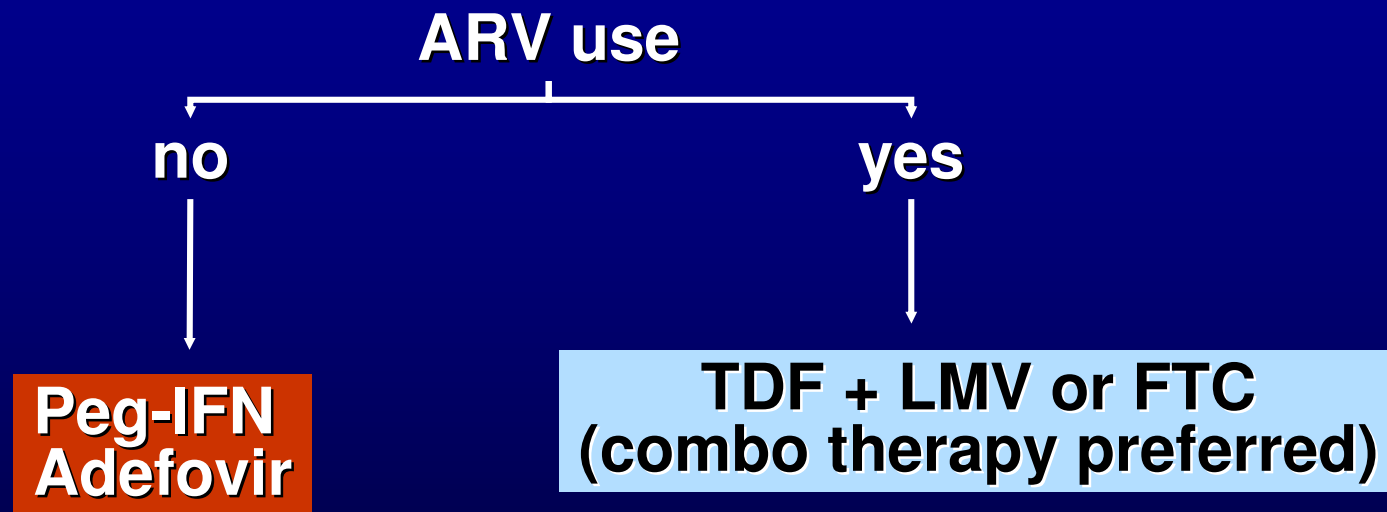 ARV use
no
yes
Peg-IFN
Adefovir
TDF + LMV or FTC
(combo therapy preferred)